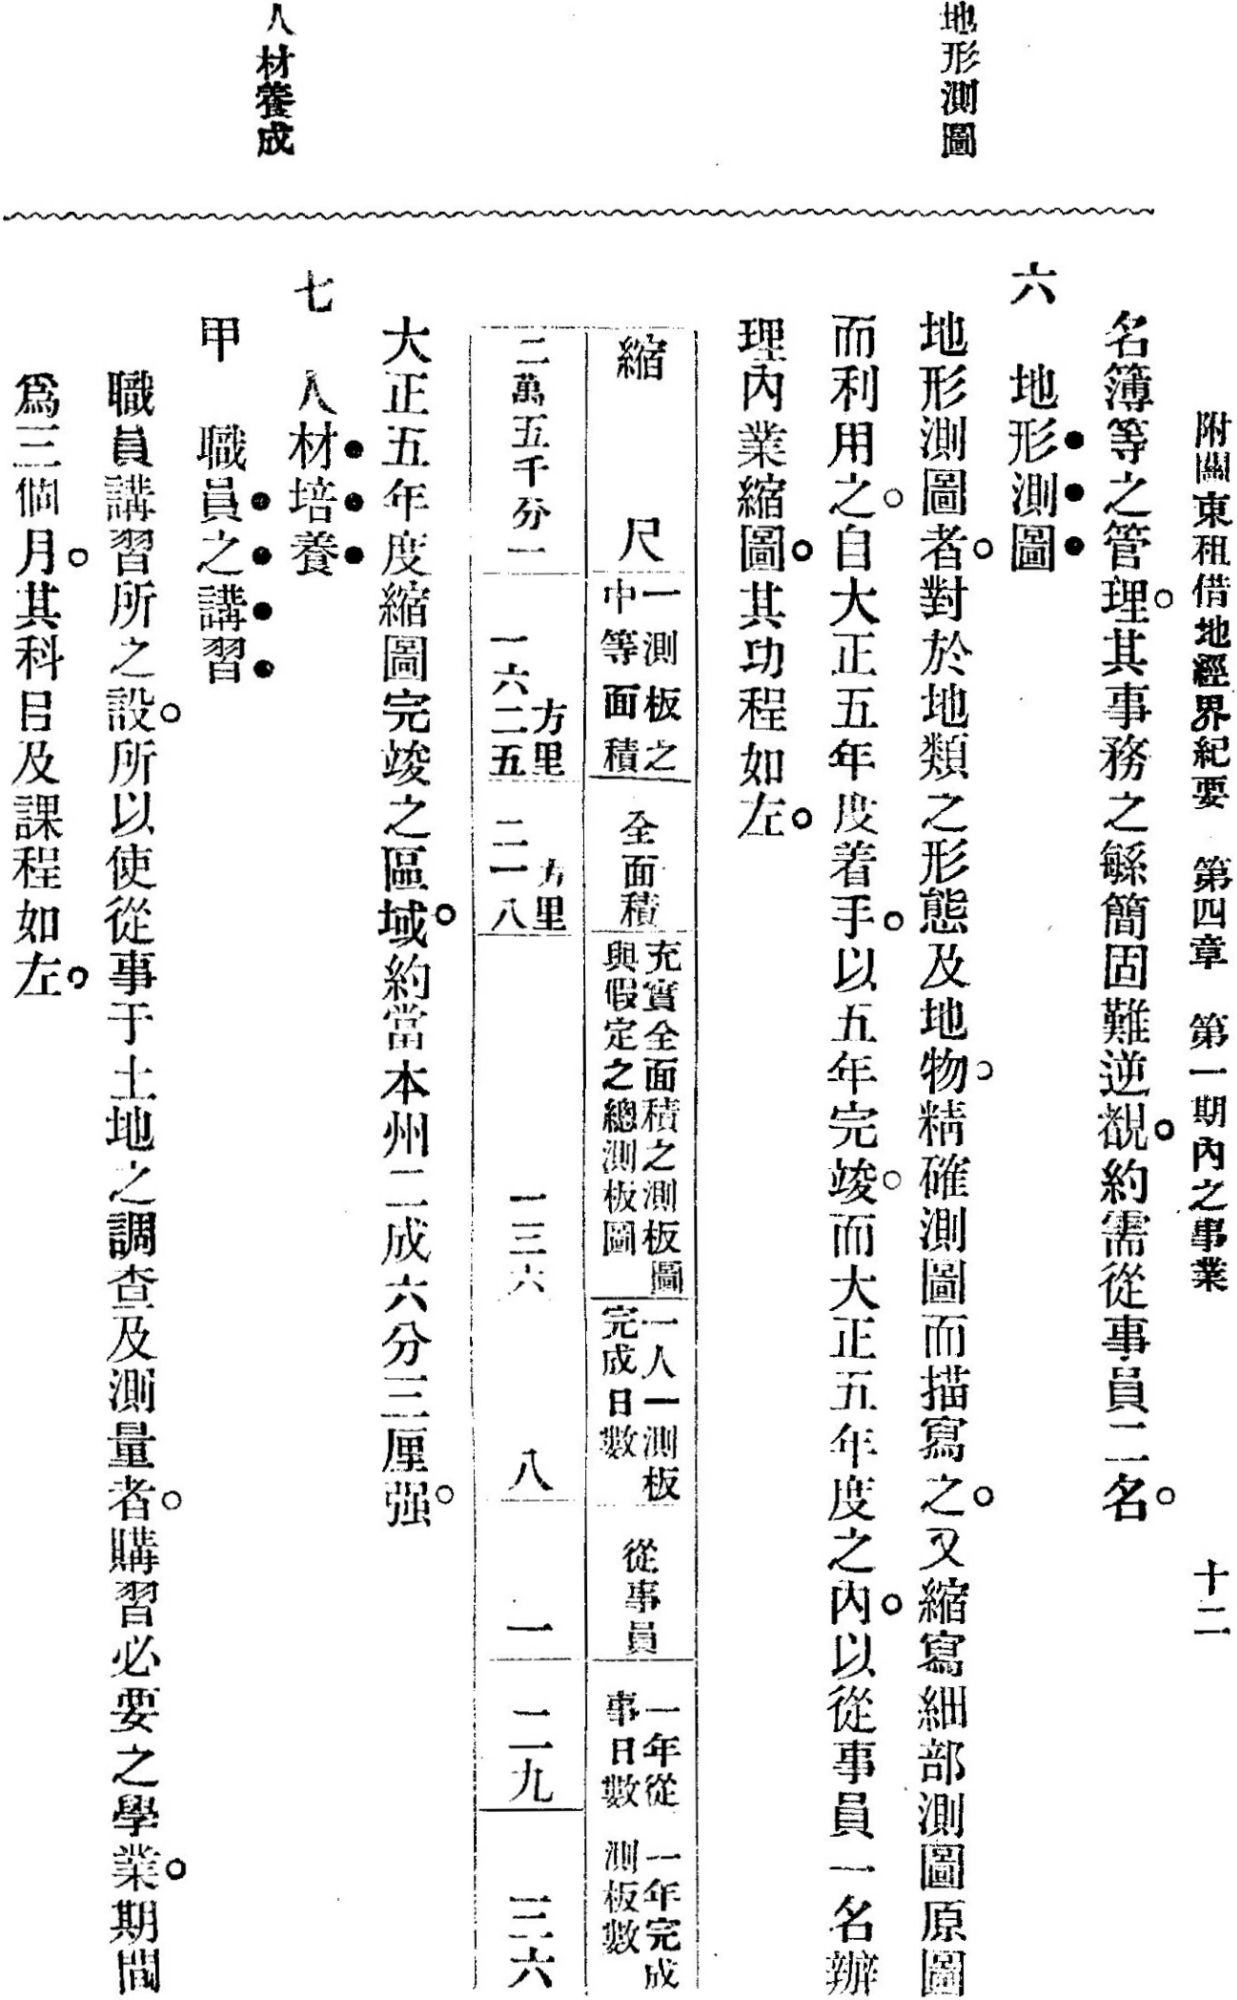 附關東租借地經界紀要　第四章　第一期內之事業　十二
地形測圖
名簿等之管理。其事務之緐簡固難逆覩。約需從事員二名。
六　地形測圖
地形測圖者。對於地類之形態及地物。精確測圖而描寫之。又縮寫細部測圖原圖
而利用之。自大正五年度着手。以五年完竣。而大正五年度之內。以從事員一名辦
理內業縮圖。其功程如左。
縮尺
一測板之中等面積
全面積
充實全面積之測板圖與假定之總測板圖
一人一測板完成日數
從事員
一年從事日數
一年完成測板數
二萬五千分一
方里一六二五
方里二一八
一三六
八
一
二一九
三六
大正五年度縮圖完竣之區域。約當本州二成六分三厘强。
人材養成
七　人材培養
甲　職員之講習
職員講習所之設。所以使從事于土地之調查及測量者。購習必要之學業。期間
爲三個月。其科目及課程如左。